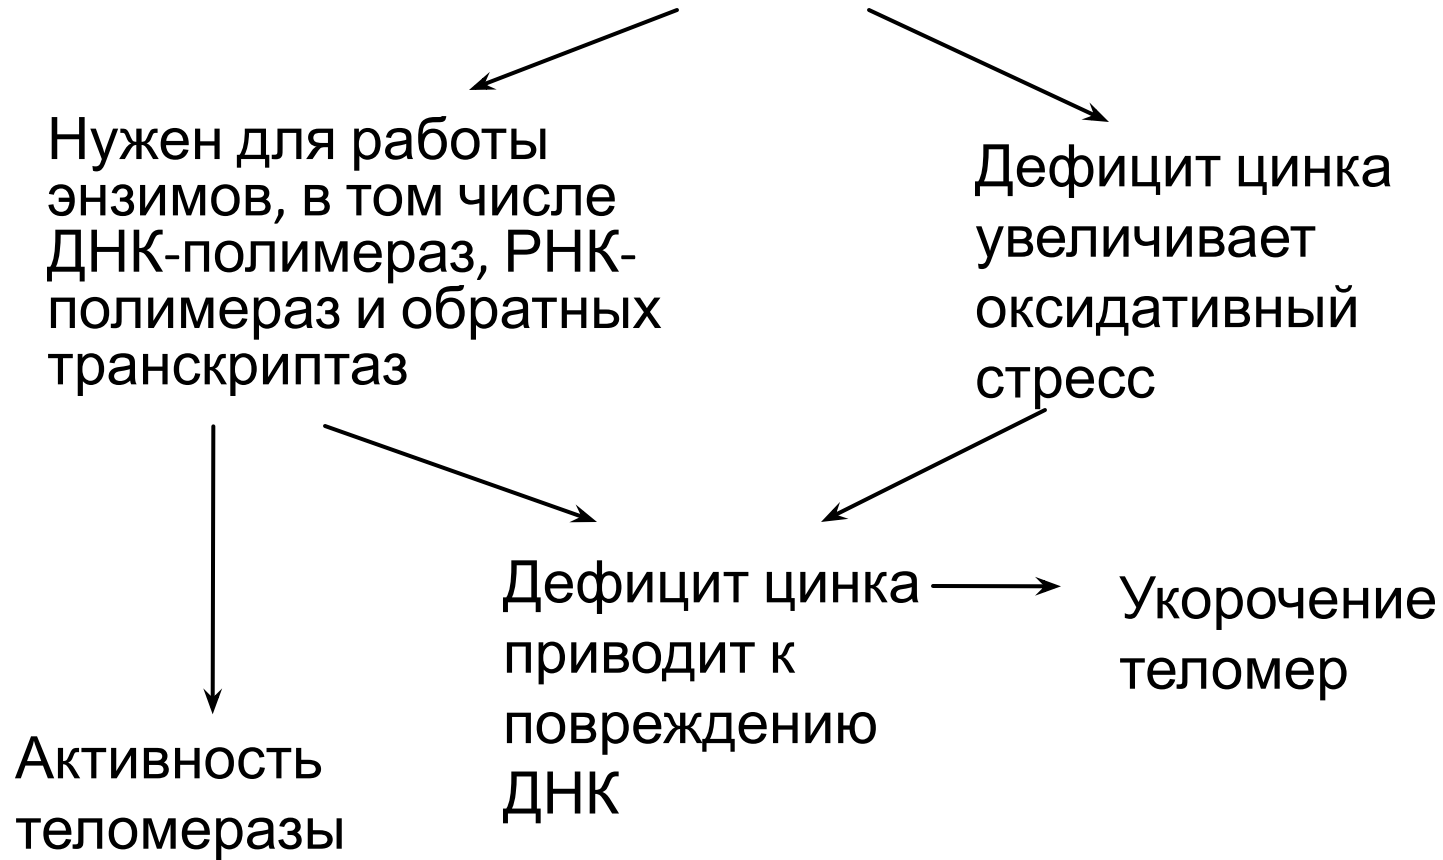 Нужен для работы
энзимов, в том числе
ДНК-полимераз, РНК-
полимераз и обратных
транскриптаз
Дефицит цинка
увеличивает
оксидативный
стресс
Дефицит цинка
приводит к
повреждению
ДНК
Укорочение
теломер
Активность
теломеразы